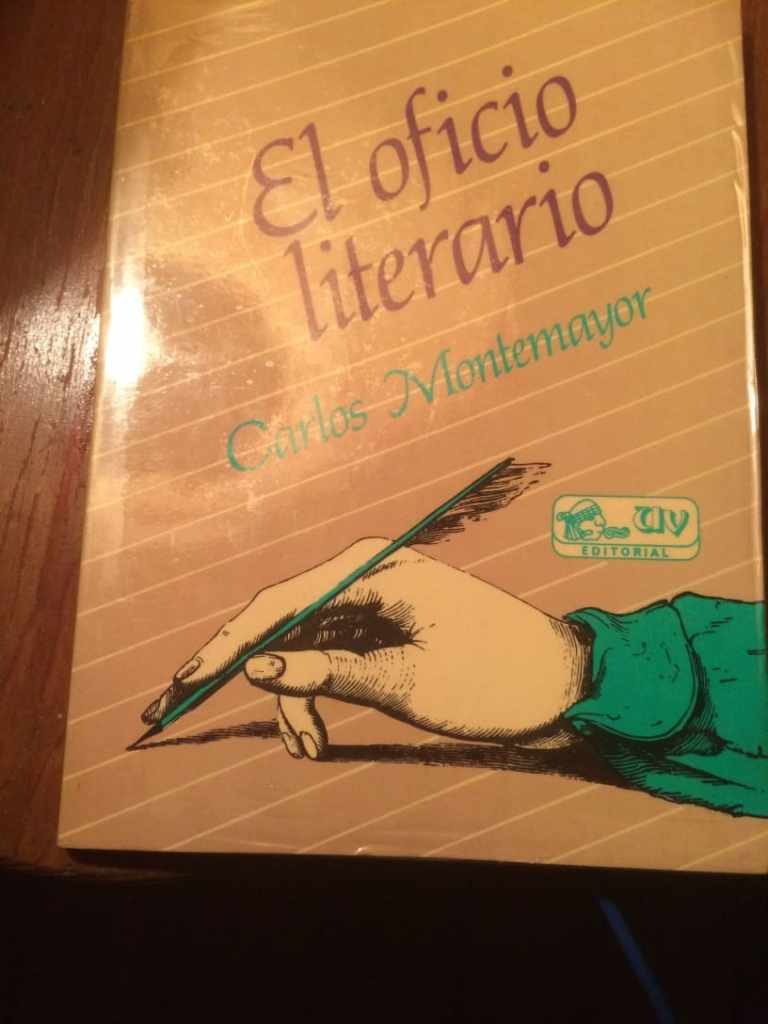 El oficio
literario
Carlos Montemayor
UV
EDITORIAL